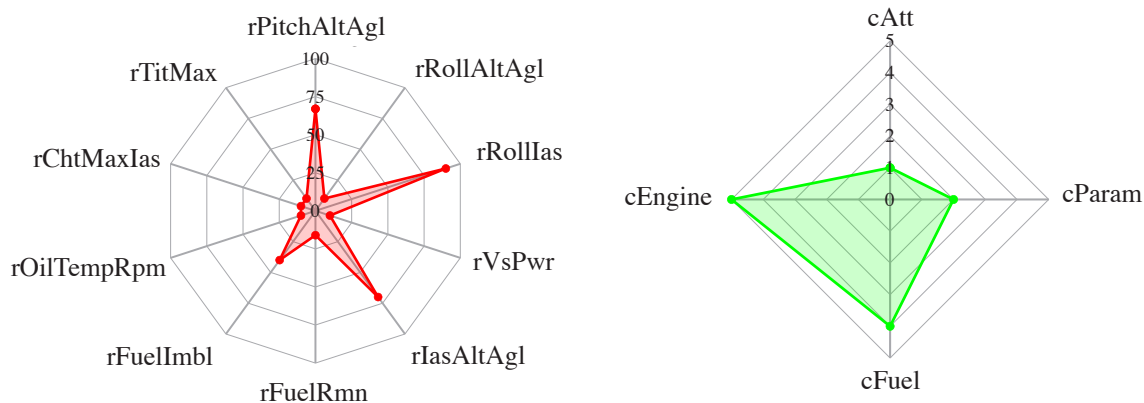 rPitchAltAgl
rTitMax
rRollAltAgl
rChtMaxIas
rRollIas
rOilTempRpm
rVsPwr
rFuelImbl
rIasAltAgl
rFuelRmn
100
75
50
25
0
cAtt
cEngine
cParam
cFuel
5
4
3
2
1
0